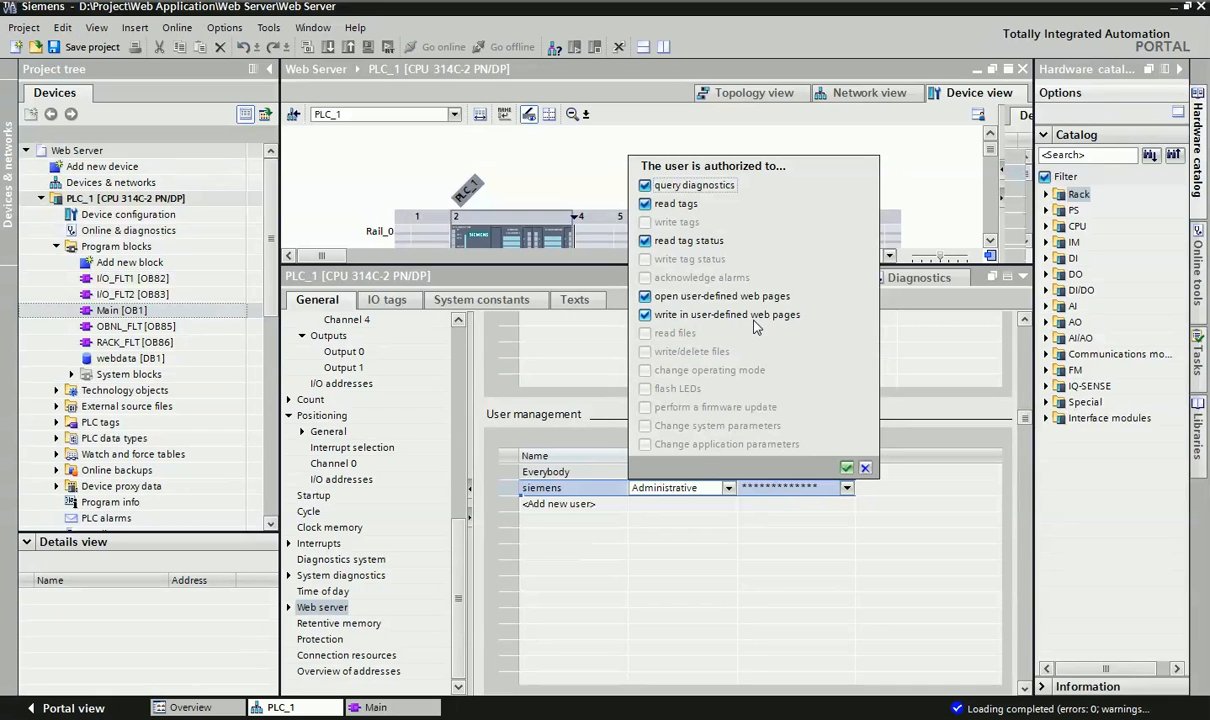 Siemens - D:\Project\Web Application\Web Server\Web Server
Project Edit View Insert Online Options Tools Window Help
Totally Integrated Automation
PORTAL
Save project Go online Go offline
Project tree
Devices
Devices & networks
Web Server
Add new device
Devices & networks
PLC_1 [CPU 314C-2 PN/DP]
Device configuration
Online & diagnostics
Program blocks
Add new block
I/O_FLT1 [OB82]
I/O_FLT2 [OB83]
Main [OB1]
OBNL_FLT [OB85]
RACK_FLT [OB86]
webdata [DB1]
System blocks
Technology objects
External source files
PLC tags
PLC data types
Watch and force tables
Online backups
Device proxy data
Program info
PLC alarms
Details view
Name Address
Web Server PLC_1 [CPU 314C-2 PN/DP]
Topology view Network view Device view
PLC_1
De
PLC_1
1 2 4 5
Rail_0
SIEMENS
PLC_1 [CPU 314C-2 PN/DP]
Diagnostics
General IO tags System constants Texts
Channel 4
Outputs
Output 0
Output 1
I/O addresses
Count
Positioning
General
Interrupt selection
Channel 0
I/O addresses
Startup
Cycle
Clock memory
Interrupts
Diagnostics system
System diagnostics
Time of day
Web server
Retentive memory
Protection
Connection resources
Overview of addresses
User management
Name
Everybody
siemens Administrative *************
<Add new user>
The user is authorized to...
query diagnostics
read tags
write tags
read tag status
write tag status
acknowledge alarms
open user-defined web pages
write in user-defined web pages
read files
write/delete files
change operating mode
flash LEDs
perform a firmware update
Change system parameters
Change application parameters
Hardware catal...
Options
Catalog
<Search>
Filter
Rack
PS
CPU
IM
DI
DO
DI/DO
AI
AO
AI/AO
Communications mo...
FM
IQ-SENSE
Special
Interface modules
Information
Hardware catalog
Online tools
Tasks
Libraries
Portal view Overview PLC_1 Main
Loading completed (errors: 0; warnings...